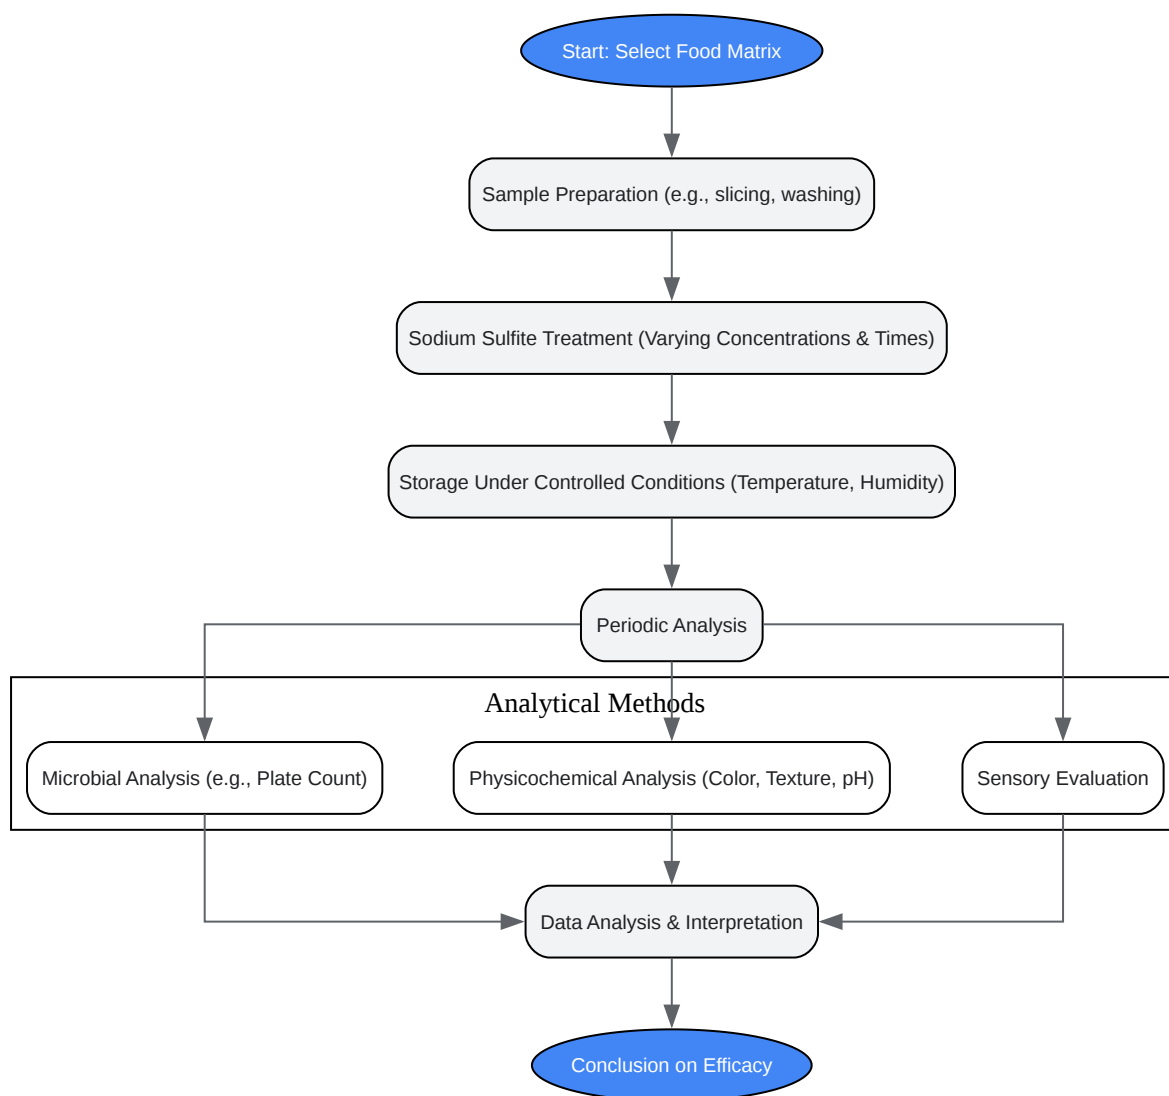 Start: Select Food Matrix
Sample Preparation (e.g., slicing, washing)
Sodium Sulfite Treatment (Varying Concentrations & Times)
Storage Under Controlled Conditions (Temperature, Humidity)
Periodic Analysis
Analytical Methods
Microbial Analysis (e.g., Plate Count)
Physicochemical Analysis (Color, Texture, pH)
Sensory Evaluation
Data Analysis & Interpretation
Conclusion on Efficacy